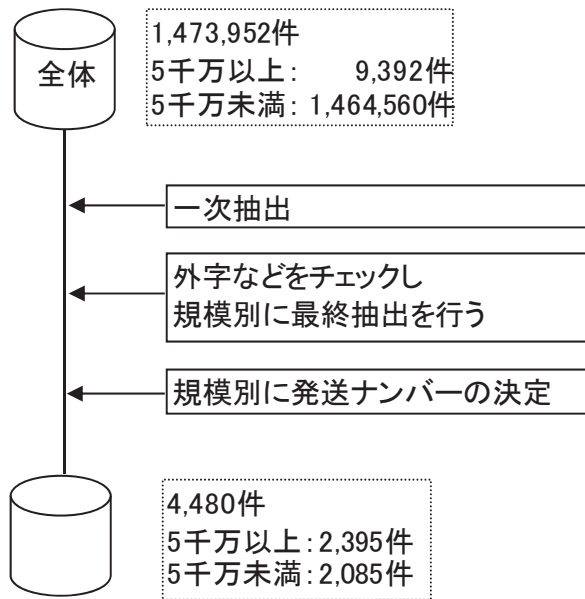 全体
1,473,952件
5千万以上: 9,392件
5千万未満: 1,464,560件
一次抽出
外字などをチェックし
規模別に最終抽出を行う
規模別に発送ナンバーの決定
4,480件
5千万以上:2,395件
5千万未満:2,085件